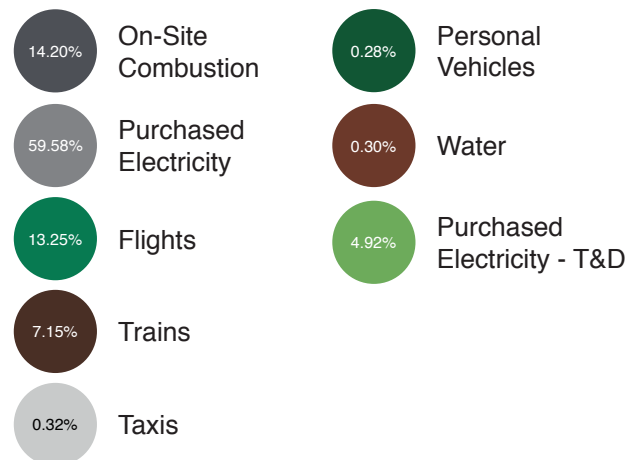 14.20%
On-Site
Combustion
59.58%
Purchased
Electricity
13.25%
Flights
7.15%
Trains
0.32%
Taxis
0.28%
Personal
Vehicles
0.30%
Water
4.92%
Purchased
Electricity - T&D